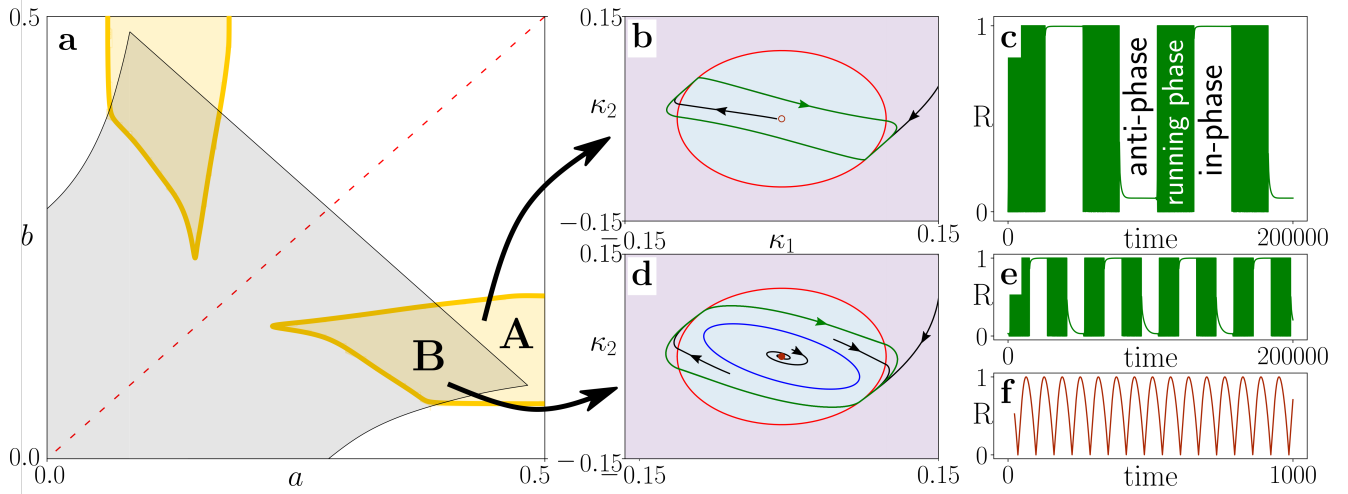 0.5
a
b
A
B
0.0
0.0
a
0.5
0.15
b
κ2
−0.15
−0.15
κ1
0.15
0.15
d
κ2
−0.15
−0.15
0.15
1
c
R
anti-phase
running phase
in-phase
0
0
time
200000
1
e
R
0
0
time
200000
1
f
R
0
0
time
1000